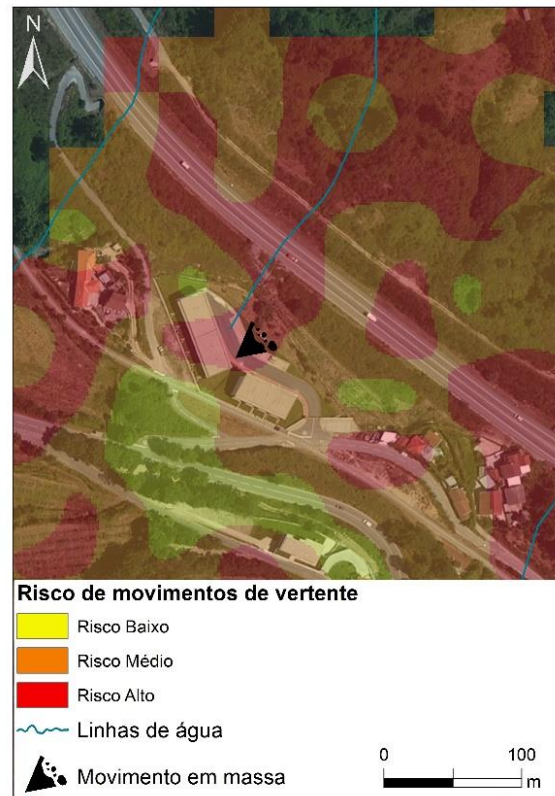 N
Risco de movimentos de vertente
Risco Baixo
Risco Médio
Risco Alto
Linhas de água
Movimento em massa
0 100
m